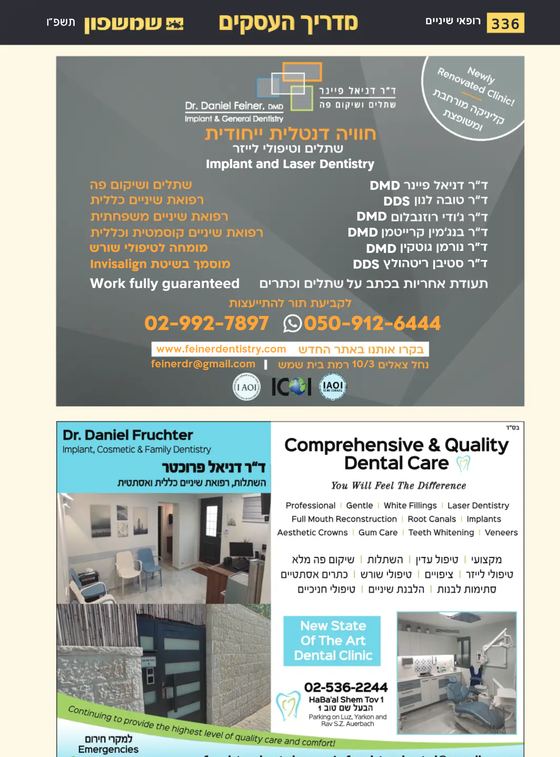 336
רופאי שיניים
מדריך העסקים
שמשפון
תשפ"ו
Newly
Renovated Clinic!
קליניקה מורחבת
ומשופצת
ד"ר דניאל פיינר
שתלים ושיקום פה
Dr. Daniel Feiner, DMD
Implant & General Dentistry
חוויה דנטלית ייחודית
שתלים וטיפולי לייזר
Implant and Laser Dentistry
ד"ר דניאל פיינר DMD שתלים ושיקום פה
ד"ר טובה לנון DDS רפואת שיניים כללית
ד"ר ג'ודי רוזנבלום DMD רפואת שיניים משפחתית
ד"ר בנג'מין קרייטמן DMD רפואת שיניים קוסמטית וכללית
ד"ר נורמן גוטקין DMD מומחה לטיפולי שורש
ד"ר סטיבן ריטהולץ DDS מוסמך בשיטת Invisalign
תעודת אחריות בכתב על שתלים וכתרים Work fully guaranteed
לקביעת תור להתייעצות
02-992-7897 050-912-6444
בקרו אותנו באתר החדש www.feinerdentistry.com
נחל צאלים 10/3 רמת בית שמש | feinerdr@gmail.com
IAOI ICOI IAOI
בס"ד
Dr. Daniel Fruchter
Implant, Cosmetic & Family Dentistry
ד"ר דניאל פרוכטר
השתלות, רפואת שיניים כללית ואסתטית
Comprehensive & Quality
Dental Care
You Will Feel The Difference
Professional | Gentle | White Fillings | Laser Dentistry
Full Mouth Reconstruction | Root Canals | Implants
Aesthetic Crowns | Gum Care | Teeth Whitening | Veneers
מקצועי | טיפול עדין | השתלות | שיקום פה מלא
טיפולי לייזר | ציפויים | טיפולי שורש | כתרים אסתטיים
סתימות לבנות | הלבנת שיניים | טיפולי חניכיים
New State
Of The Art
Dental Clinic
02-536-2244
HaBa'al Shem Tov 1
הבעל שם טוב 1
Parking on Luz, Yarkon and
Rav S.Z. Auerbach
Continuing to provide the highest level of quality care and comfort!
למקרי חירום
Emergencies